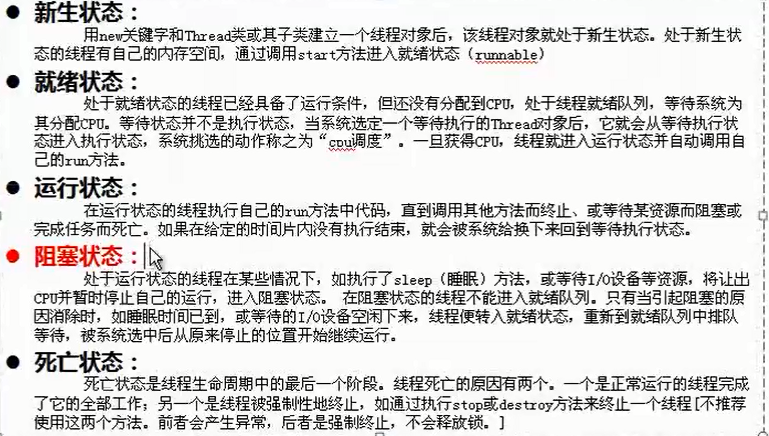 ● 新生状态：
用new关键字和Thread类或其子类建立一个线程对象后，该线程对象就处于新生状态。处于新生状
态的线程有自己的内存空间，通过调用start方法进入就绪状态（runnable）
● 就绪状态：
处于就绪状态的线程已经具备了运行条件，但还没有分配到CPU，处于线程就绪队列，等待系统为
其分配CPU。等待状态并不是执行状态，当系统选定一个等待执行的Thread对象后，它就会从等待执行状
态进入执行状态，系统挑选的动作称之为“cpu调度”。一旦获得CPU，线程就进入运行状态并自动调用自
己的run方法。
● 运行状态：
在运行状态的线程执行自己的run方法中代码，直到调用其他方法而终止、或等待某资源而阻塞或
完成任务而死亡。如果在给定的时间片内没有执行结束，就会被系统给换下来回到等待执行状态。
● 阻塞状态：
处于运行状态的线程在某些情况下，如执行了sleep（睡眠）方法，或等待I/O设备等资源，将让出
CPU并暂时停止自己的运行，进入阻塞状态。 在阻塞状态的线程不能进入就绪队列。只有当引起阻塞的原
因消除时，如睡眠时间已到，或等待的I/O设备空闲下来，线程便转入就绪状态，重新到就绪队列中排队
等待，被系统选中后从原来停止的位置开始继续运行。
● 死亡状态：
死亡状态是线程生命周期中的最后一个阶段。线程死亡的原因有两个。一个是正常运行的线程完成
了它的全部工作；另一个是线程被强制性地终止，如通过执行stop或destroy方法来终止一个线程[不推荐
使用这两个方法。前者会产生异常，后者是强制终止，不会释放锁。]